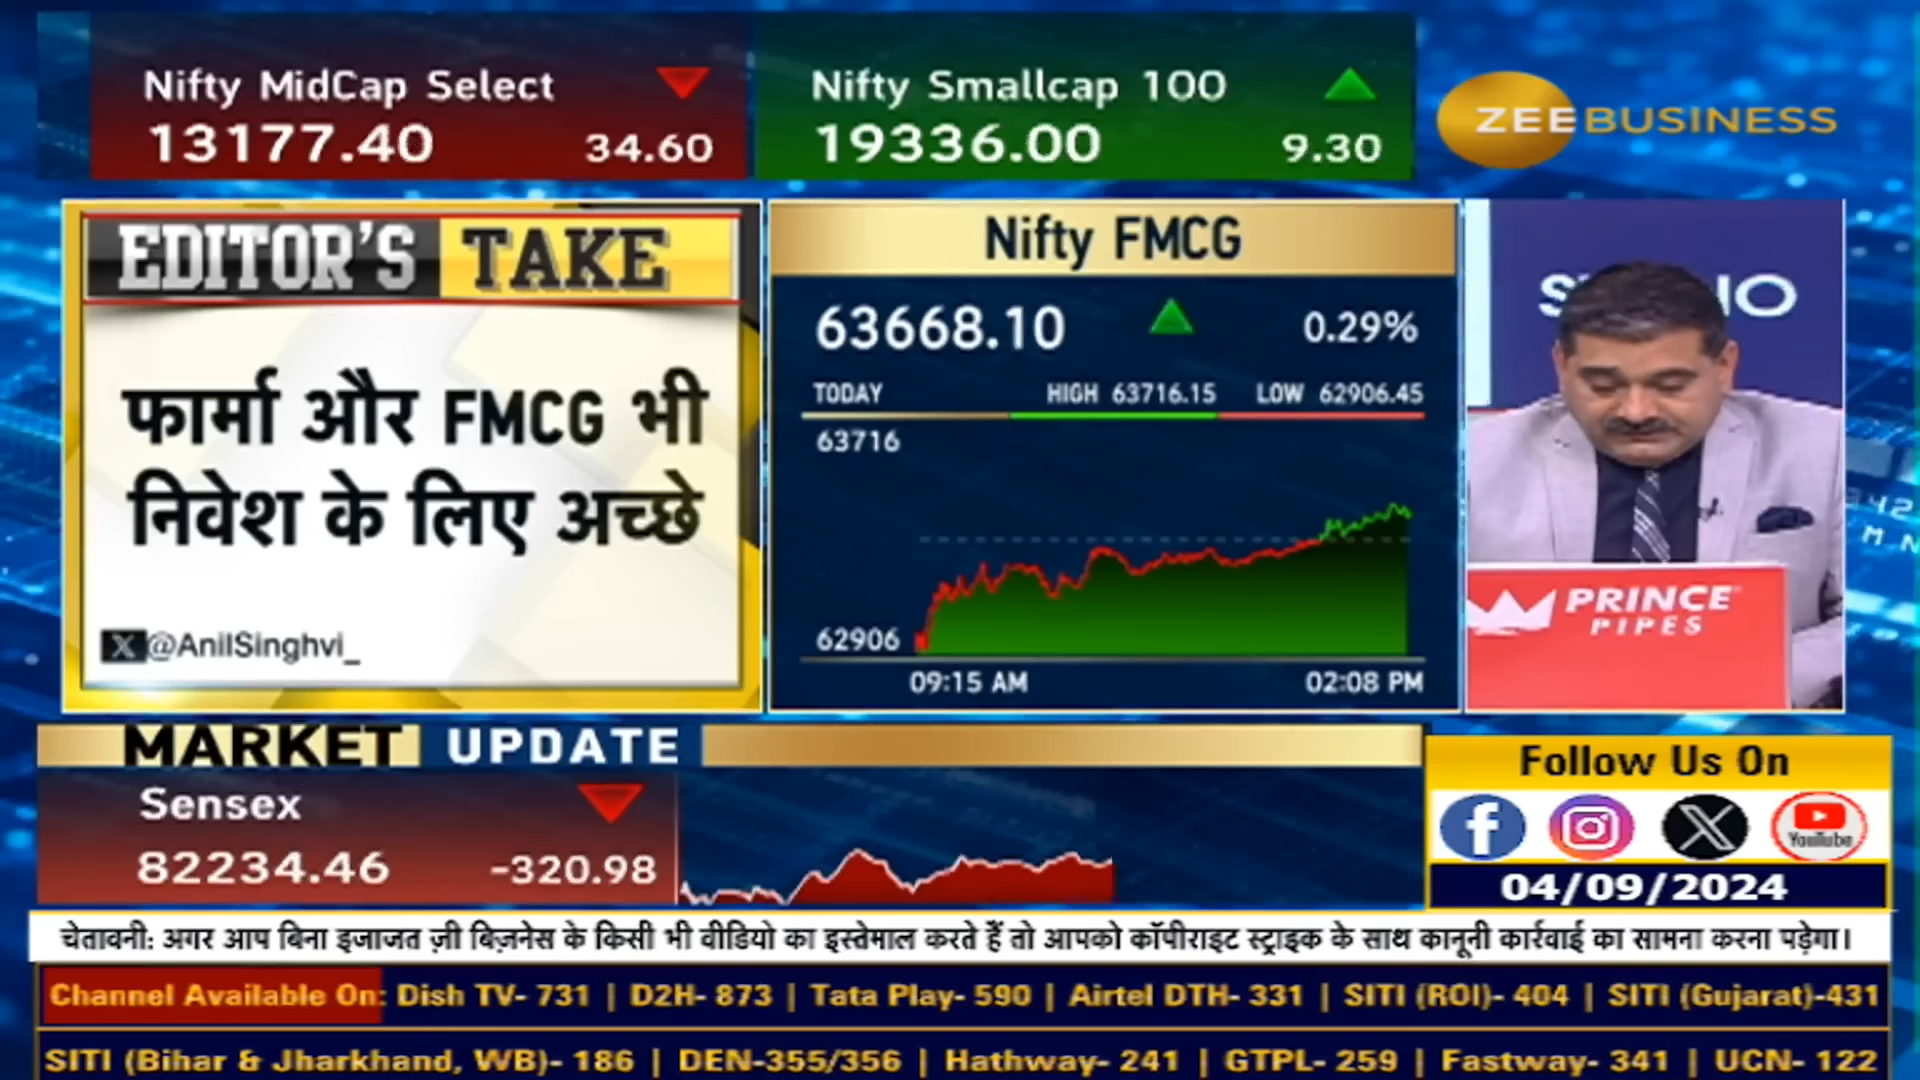 Nifty MidCap Select
13177.40 34.60
Nifty Smallcap 100
19336.00 9.30
ZEEBUSINESS
EDITOR'S TAKE
फार्मा और FMCG भी
निवेश के लिए अच्छे
X@AnilSinghvi_
Nifty FMCG
63668.10 0.29%
TODAY HIGH 63716.15 LOW 62906.45
63716
62906
09:15 AM 02:08 PM
PRINCE
PIPES
MARKET UPDATE
Sensex
82234.46 -320.98
Follow Us On
YouTube
04/09/2024
चेतावनी: अगर आप बिना इजाजत ज़ी बिज़नेस के किसी भी वीडियो का इस्तेमाल करते हैं तो आपको कॉपीराइट स्ट्राइक के साथ कानूनी कार्रवाई का सामना करना पड़ेगा।
Channel Available On: Dish TV- 731 | D2H- 873 | Tata Play- 590 | Airtel DTH- 331 | SITI (ROI)- 404 | SITI (Gujarat)-431
SITI (Bihar & Jharkhand, WB)- 186 | DEN-355/356 | Hathway- 241 | GTPL- 259 | Fastway- 341 | UCN- 122